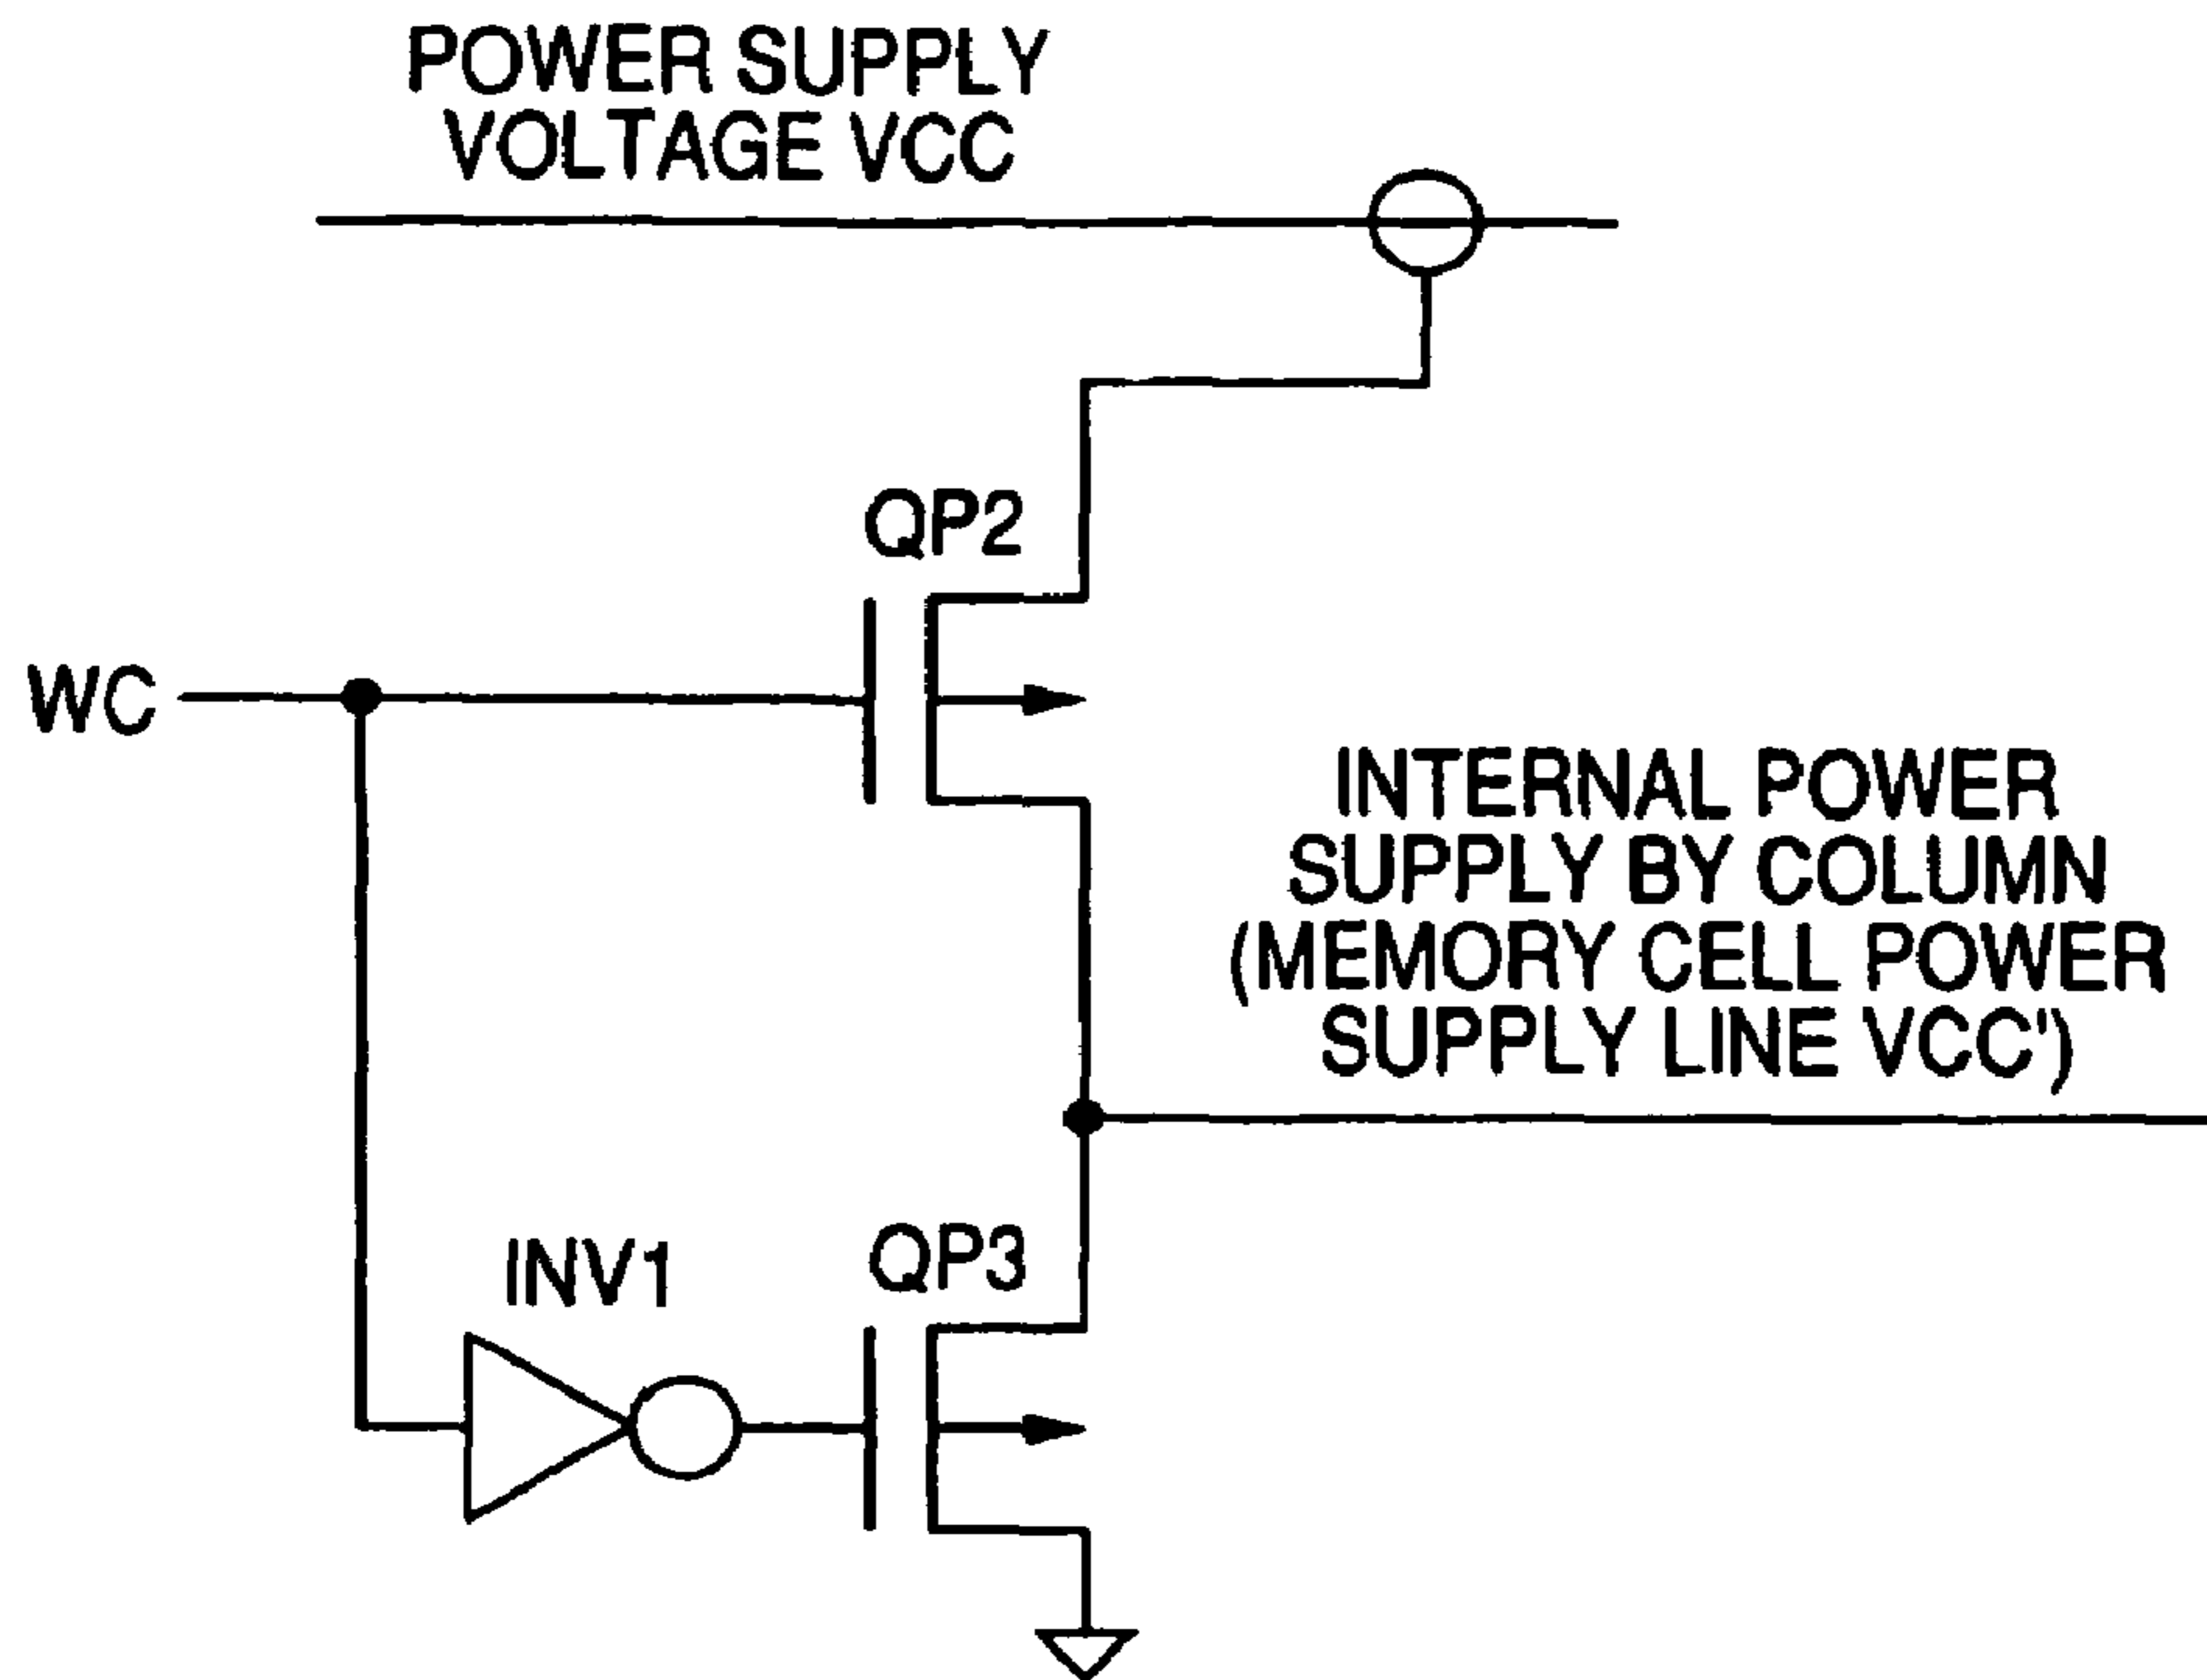 POWER SUPPLY
VOLTAGE VCC
QP2
WC
INTERNAL POWER
SUPPLY BY COLUMN
(MEMORY CELL POWER
SUPPLY LINE VCC')
INV1
QP3